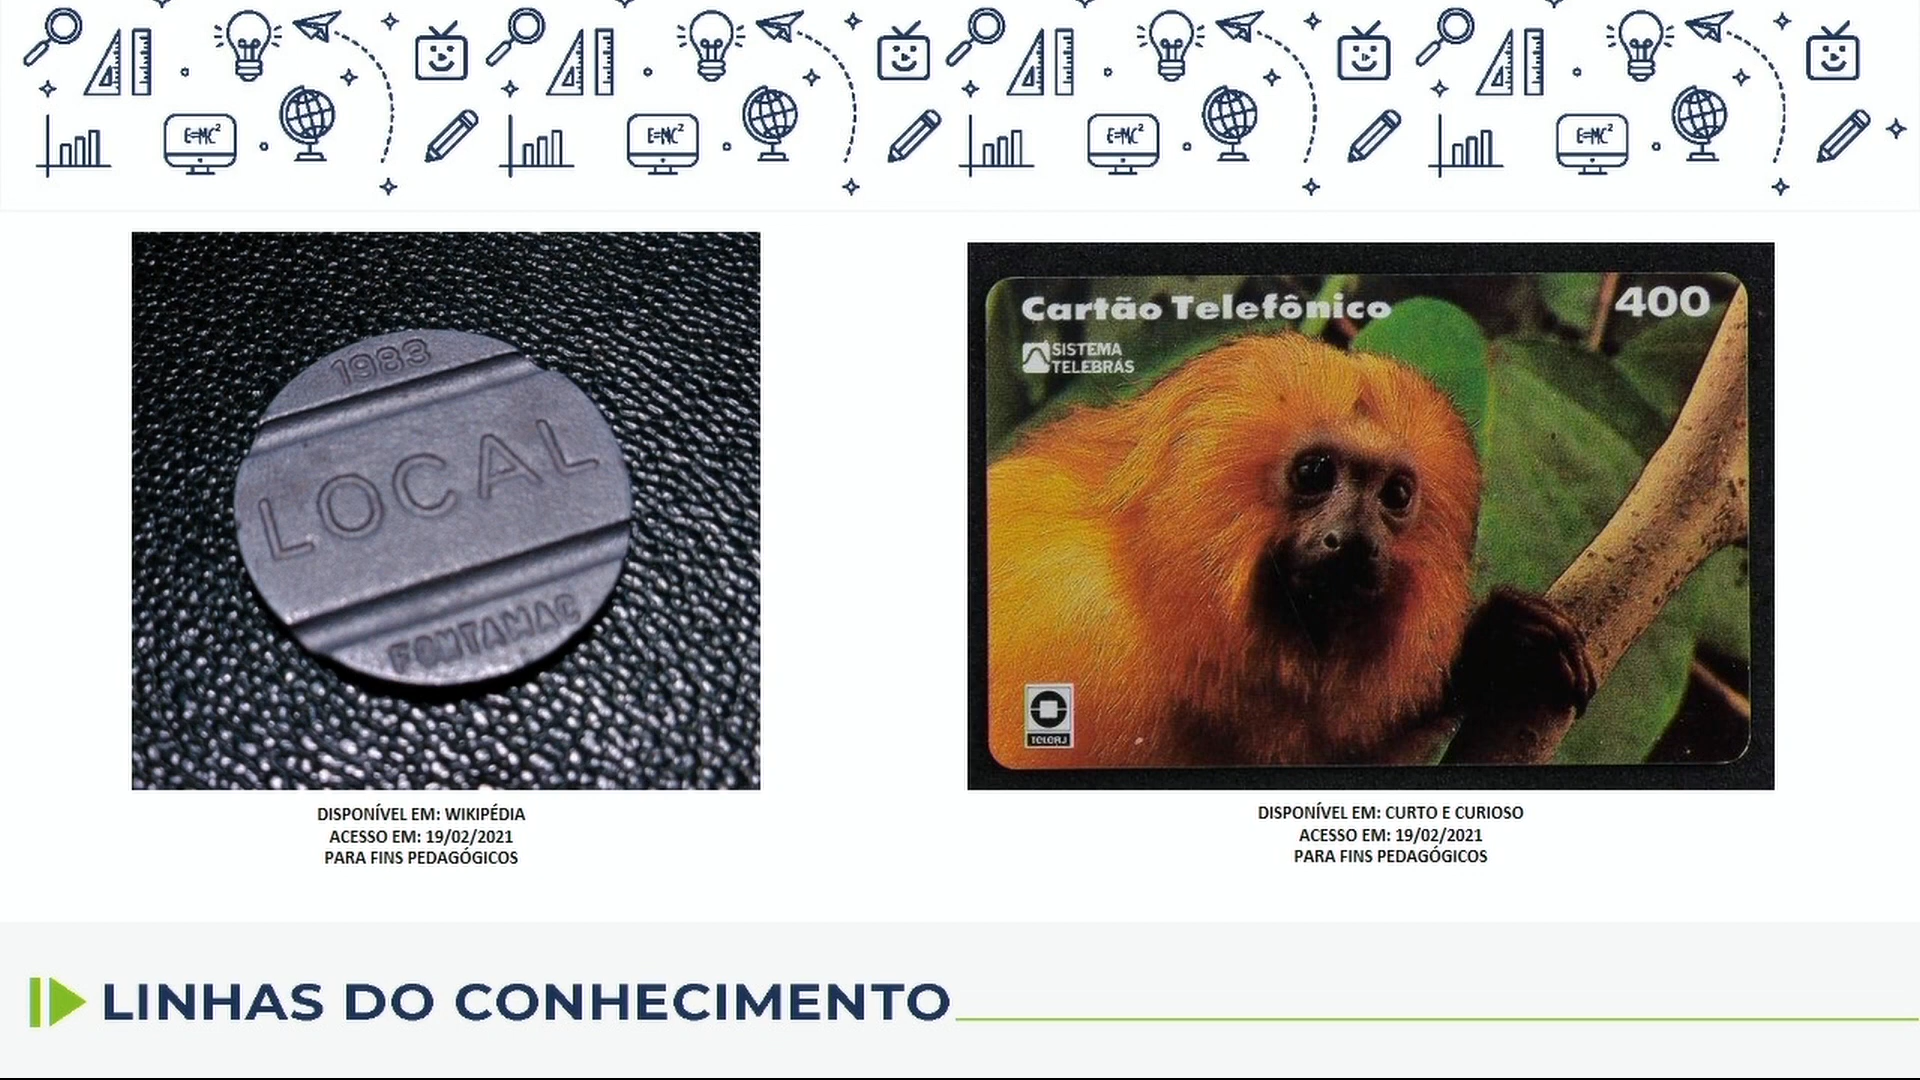 E=MC²
E=MC²
E=MC²
E=MC²
1983
LOCAL
FONTAMAC
Cartão Telefônico
400
SISTEMA
TELEBRÁS
TELERJ
DISPONÍVEL EM: WIKIPÉDIA
ACESSO EM: 19/02/2021
PARA FINS PEDAGÓGICOS
DISPONÍVEL EM: CURTO E CURIOSO
ACESSO EM: 19/02/2021
PARA FINS PEDAGÓGICOS
LINHAS DO CONHECIMENTO